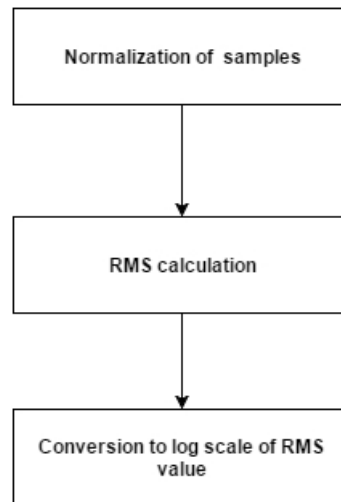 Normalization of samples
RMS calculation
Conversion to log scale of RMS
value